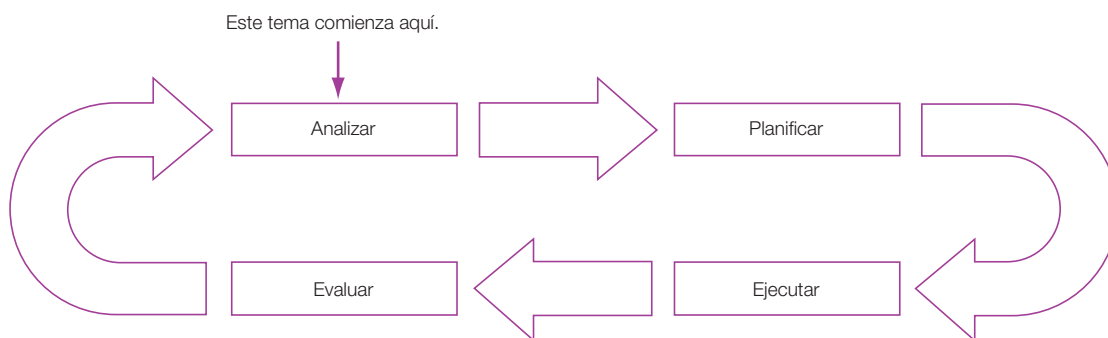 Este tema comienza aquí.
Analizar
Planificar
Evaluar
Ejecutar